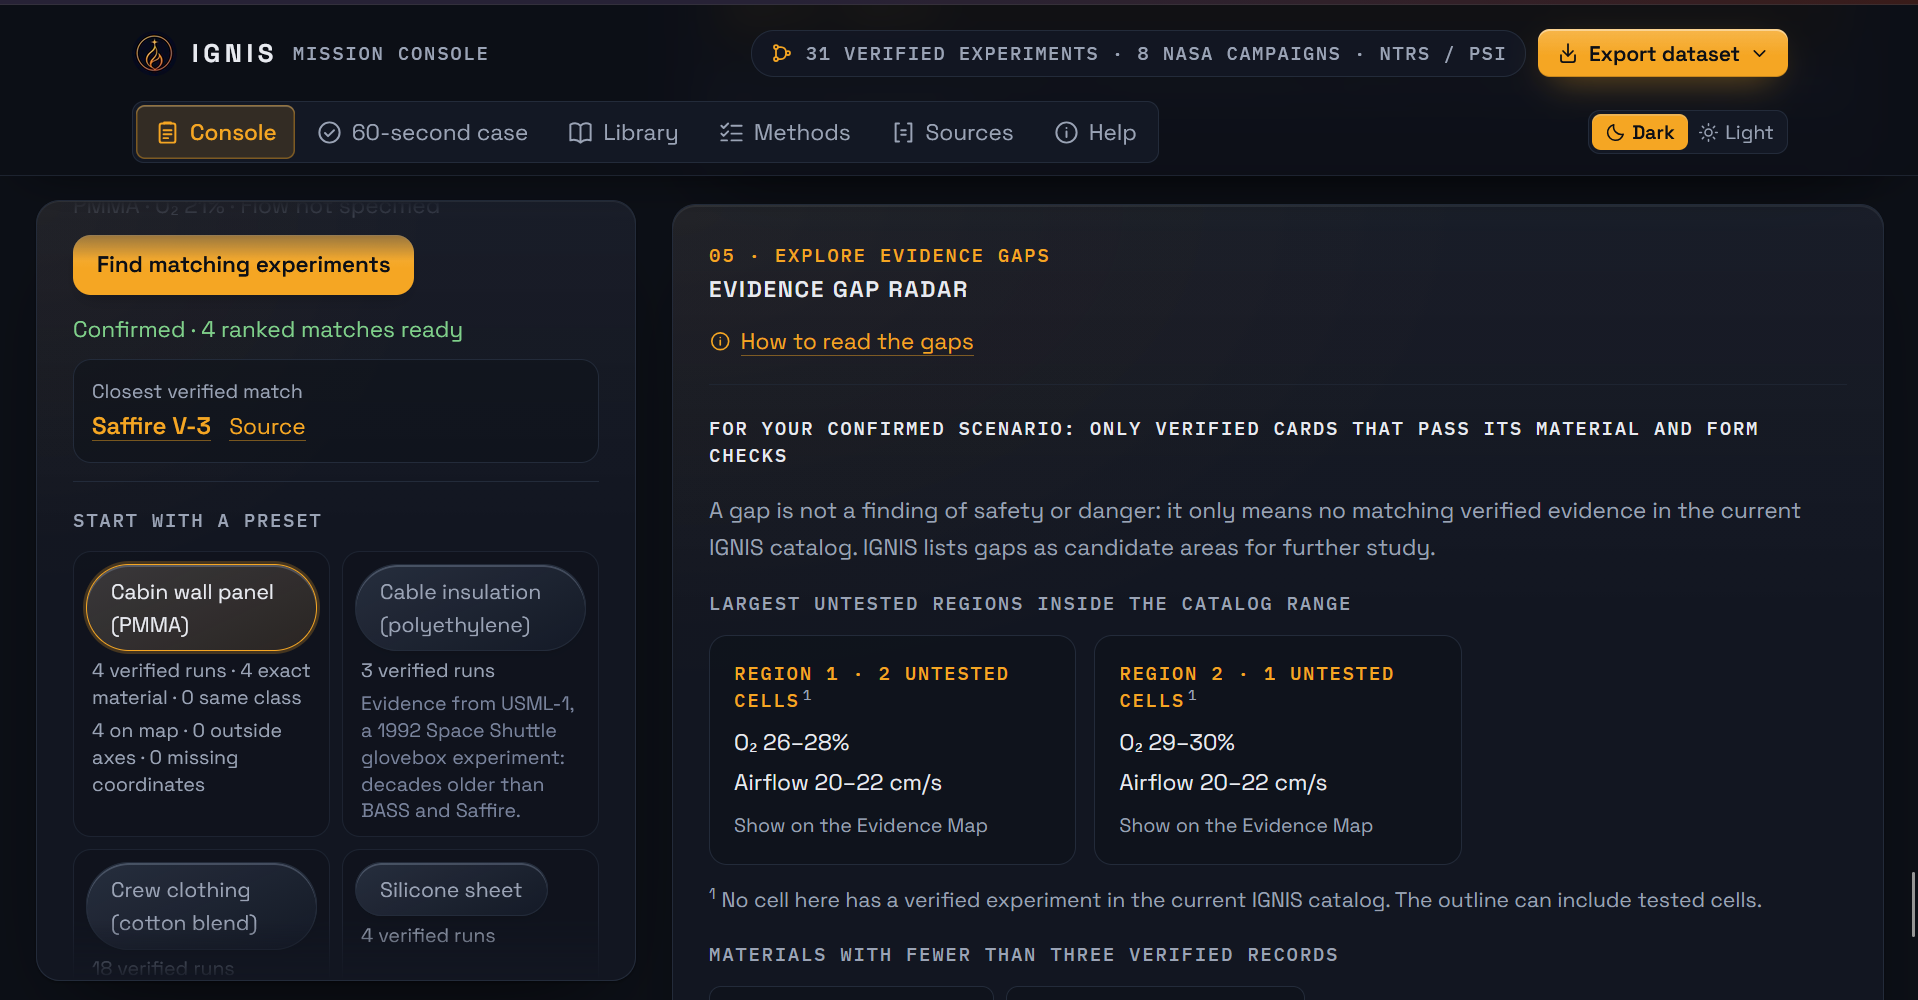 IGNIS MISSION CONSOLE
31 VERIFIED EXPERIMENTS · 8 NASA CAMPAIGNS · NTRS / PSI
Export dataset
Console
60-second case
Library
Methods
Sources
Help
Dark
Light
PMMA · O₂ 21% · Flow not specified
Find matching experiments
Confirmed · 4 ranked matches ready
Closest verified match
Saffire V-3 Source
START WITH A PRESET
Cabin wall panel
(PMMA)
4 verified runs · 4 exact
material · 0 same class
4 on map · 0 outside
axes · 0 missing
coordinates
Cable insulation
(polyethylene)
3 verified runs
Evidence from USML-1,
a 1992 Space Shuttle
glovebox experiment:
decades older than
BASS and Saffire.
Crew clothing
(cotton blend)
18 verified runs
Silicone sheet
4 verified runs
05 · EXPLORE EVIDENCE GAPS
EVIDENCE GAP RADAR
How to read the gaps
FOR YOUR CONFIRMED SCENARIO: ONLY VERIFIED CARDS THAT PASS ITS MATERIAL AND FORM
CHECKS
A gap is not a finding of safety or danger: it only means no matching verified evidence in the current
IGNIS catalog. IGNIS lists gaps as candidate areas for further study.
LARGEST UNTESTED REGIONS INSIDE THE CATALOG RANGE
REGION 1 · 2 UNTESTED
CELLS¹
O₂ 26–28%
Airflow 20–22 cm/s
Show on the Evidence Map
REGION 2 · 1 UNTESTED
CELLS¹
O₂ 29–30%
Airflow 20–22 cm/s
Show on the Evidence Map
¹ No cell here has a verified experiment in the current IGNIS catalog. The outline can include tested cells.
MATERIALS WITH FEWER THAN THREE VERIFIED RECORDS